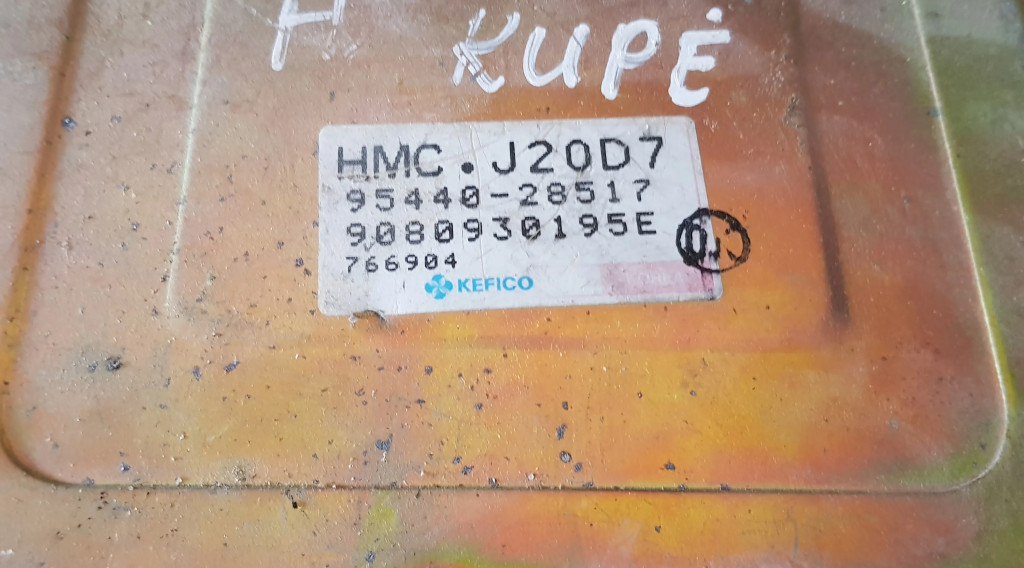 H. KUPĖ
HMC.J20D7
95440-28517
9080930195E
766904
KEFICO